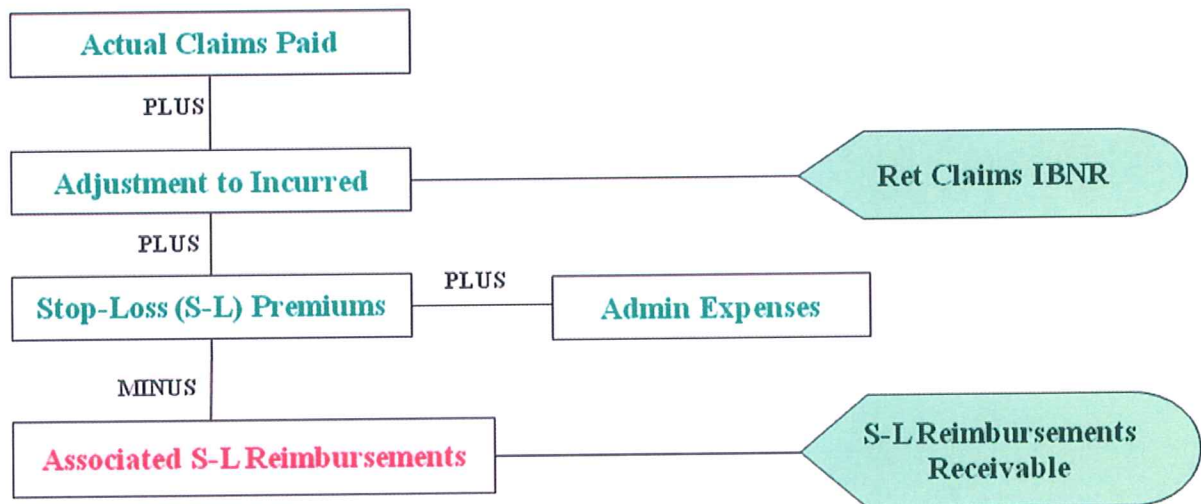 Actual Claims Paid
PLUS
Adjustment to Incurred
Ret Claims IBNR
PLUS
Stop-Loss (S-L) Premiums
PLUS
Admin Expenses
MINUS
Associated S-L Reimbursements
S-L Reimbursements
Receivable